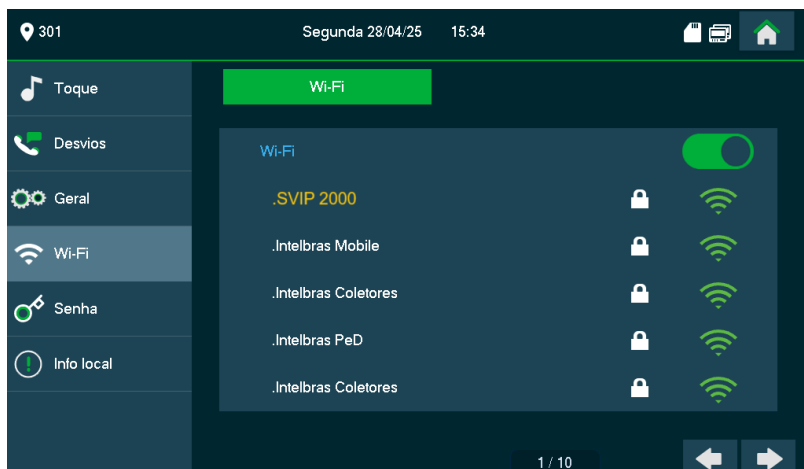 301 Segunda 28/04/25 15:34
Toque
Desvios
Geral
Wi-Fi
Senha
Info local
Wi-Fi
Wi-Fi
.SVIP 2000
.Intelbras Mobile
.Intelbras Coletores
.Intelbras PeD
.Intelbras Coletores
1 / 10